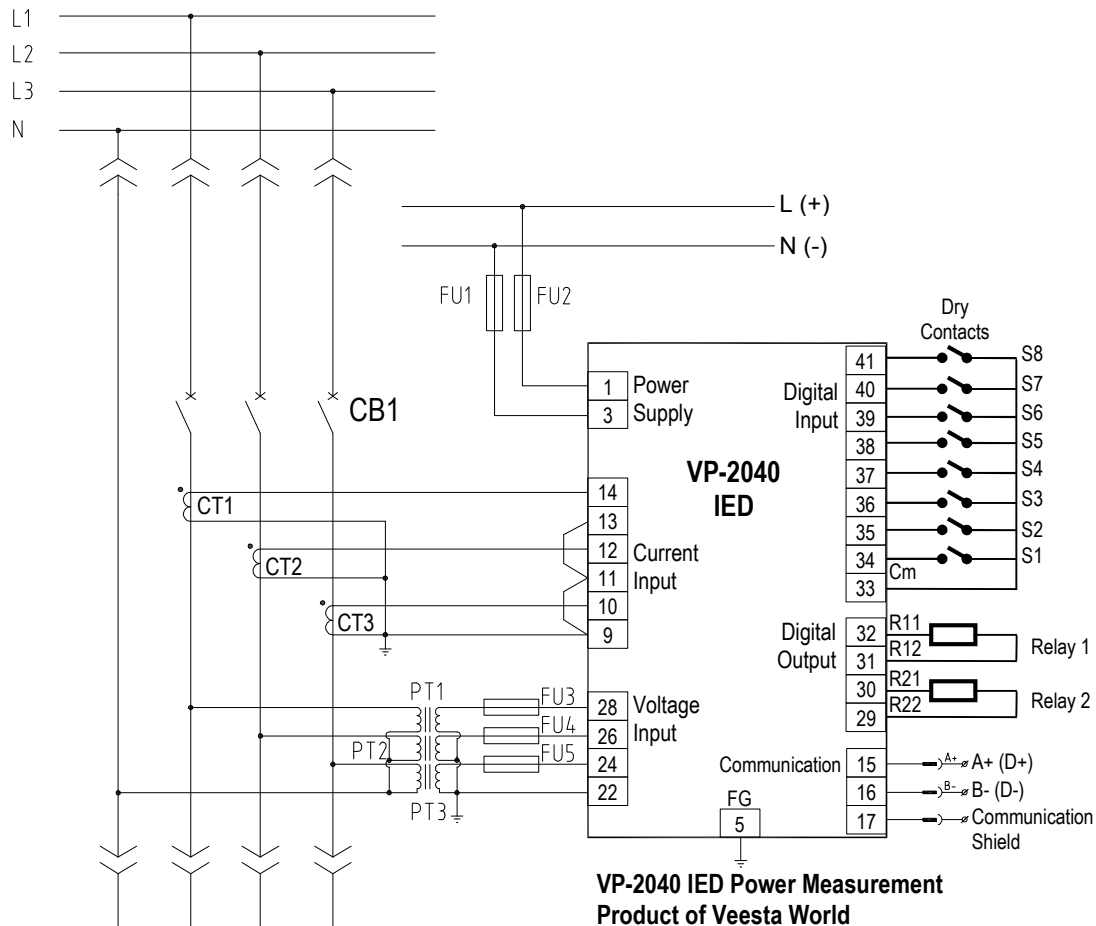 L1
L2
L3
N
L (+)
N (-)
FU1
FU2
Dry
Contacts
CB1
1
3
Power
Supply
VP-2040
IED
Digital
Input
41
40
39
38
37
36
35
34
33
Cm
S8
S7
S6
S5
S4
S3
S2
S1
CT1
CT2
CT3
14
13
12
11
10
9
Current
Input
Digital
Output
32
31
30
29
R11
R12
R21
R22
Relay 1
Relay 2
PT1
PT2
PT3
FU3
FU4
FU5
28
26
24
22
Voltage
Input
Communication
15
16
17
A+
A+ (D+)
B-
B- (D-)
Communication
Shield
FG
5
VP-2040 IED Power Measurement
Product of Veesta World